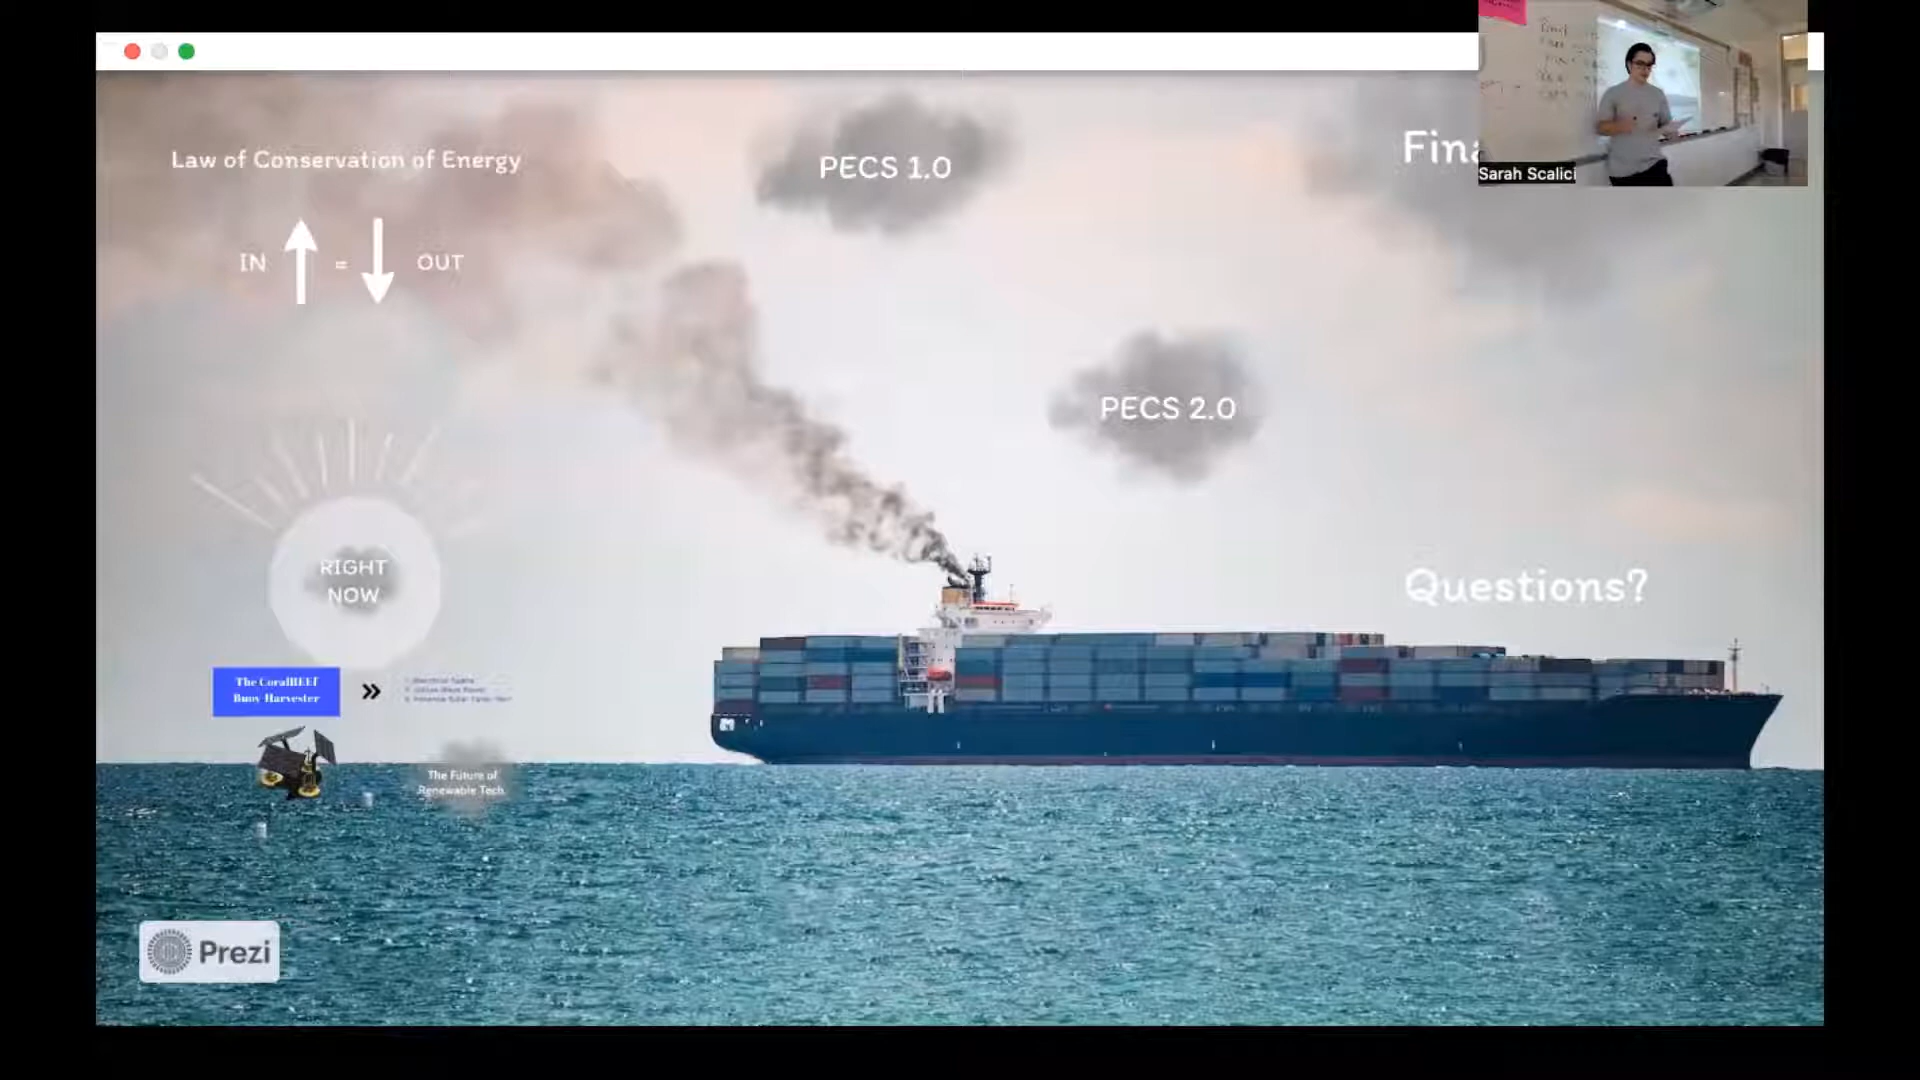 Law of Conservation of Energy
IN = OUT
PECS 1.0
Fina
Sarah Scalici
PECS 2.0
RIGHT
NOW
Questions?
The CoralREEF
Buoy Harvester
»
The Future of
Renewable Tech.
Prezi